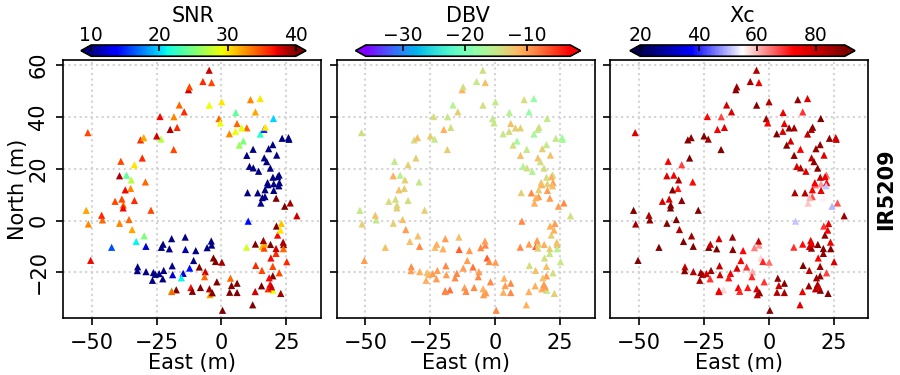 SNR DBV Xc
10 20 30 40 −30 −20 −10 20 40 60 80
60
40
20
0
−20
North (m)
IR5209
−50 −25 0 25 −50 −25 0 25 −50 −25 0 25
East (m) East (m) East (m)